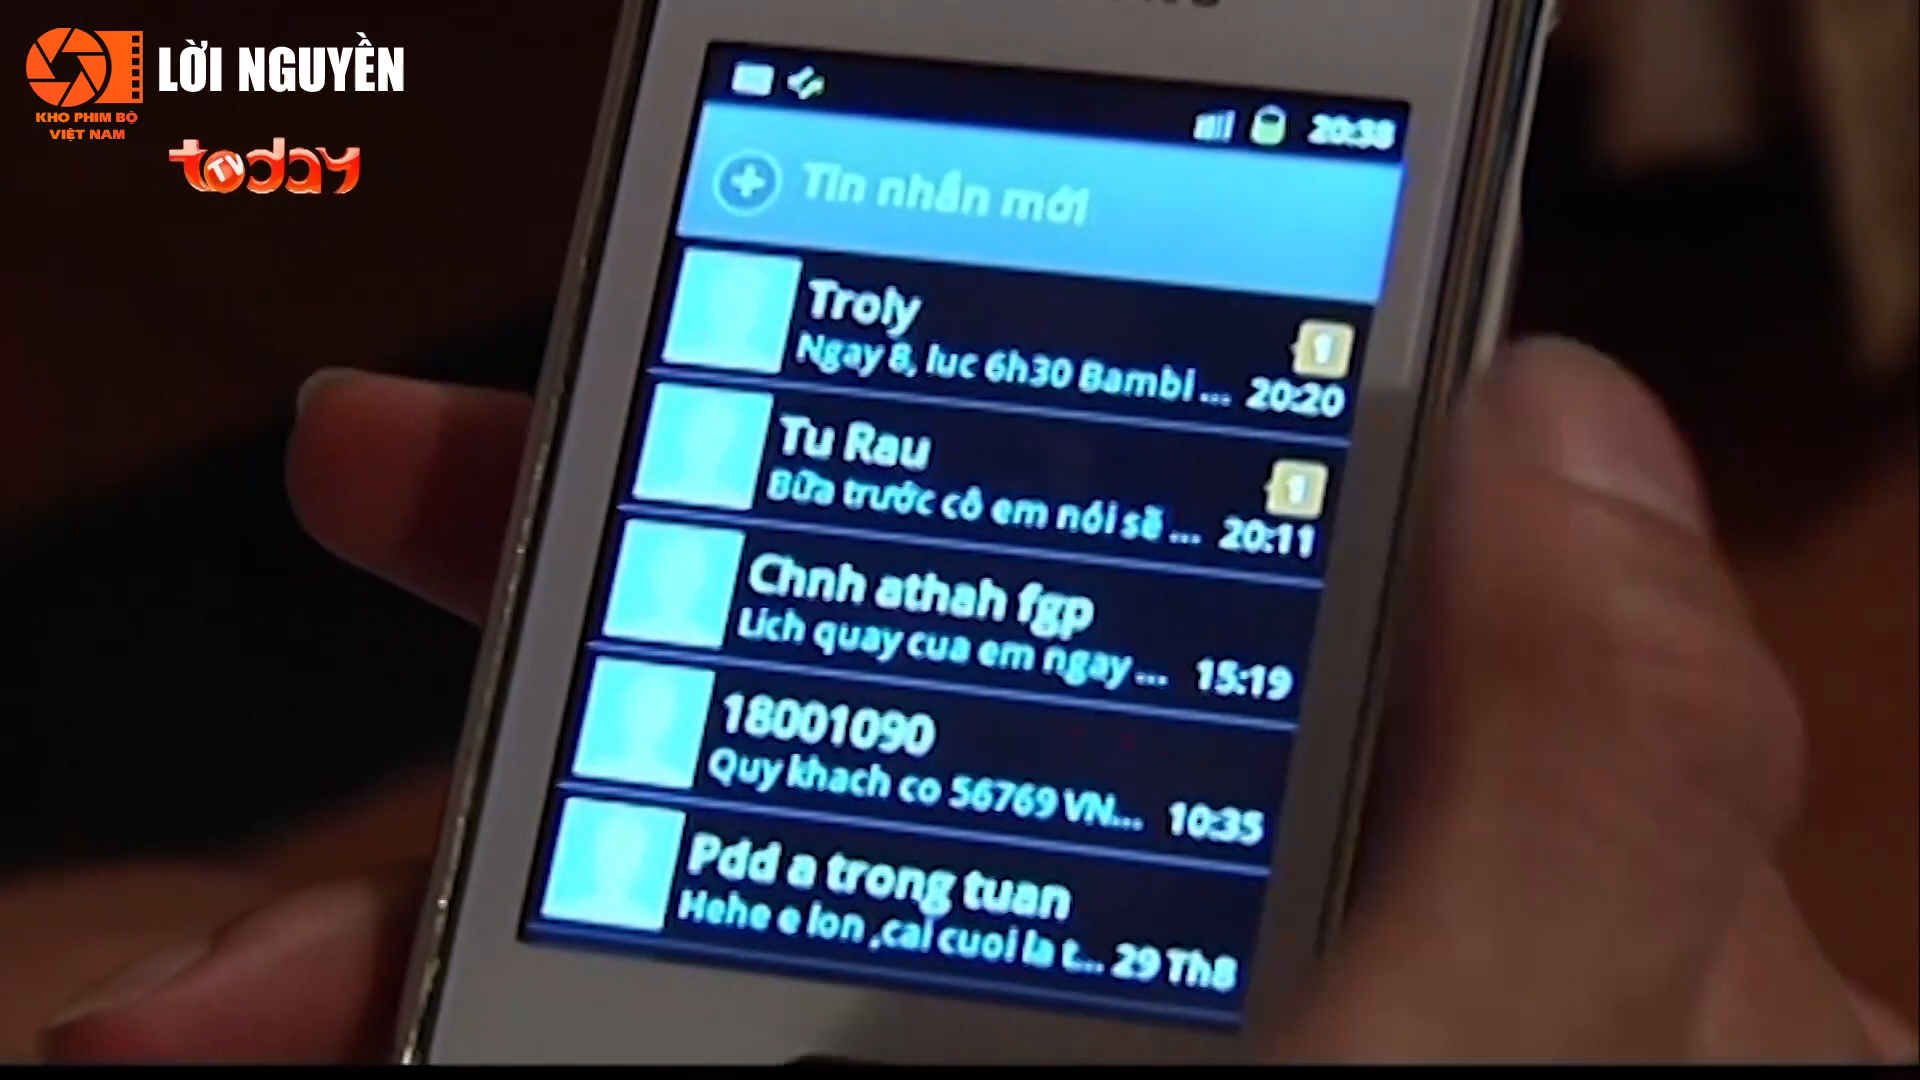 LỜI NGUYỀN
KHO PHIM BỘ
VIỆT NAM
TV today
20:38
Tin nhắn mới
Troly
1
Ngay 8, luc 6h30 Bambi ... 20:20
Tu Rau
1
Bữa trước cô em nói sẽ ... 20:11
Chnh athah fgp
Lich quay cua em ngay ... 15:19
18001090
Quy khach co 56769 VN... 10:35
Pdd a trong tuan
Hehe e lon ,cai cuoi la t... 29 Th8